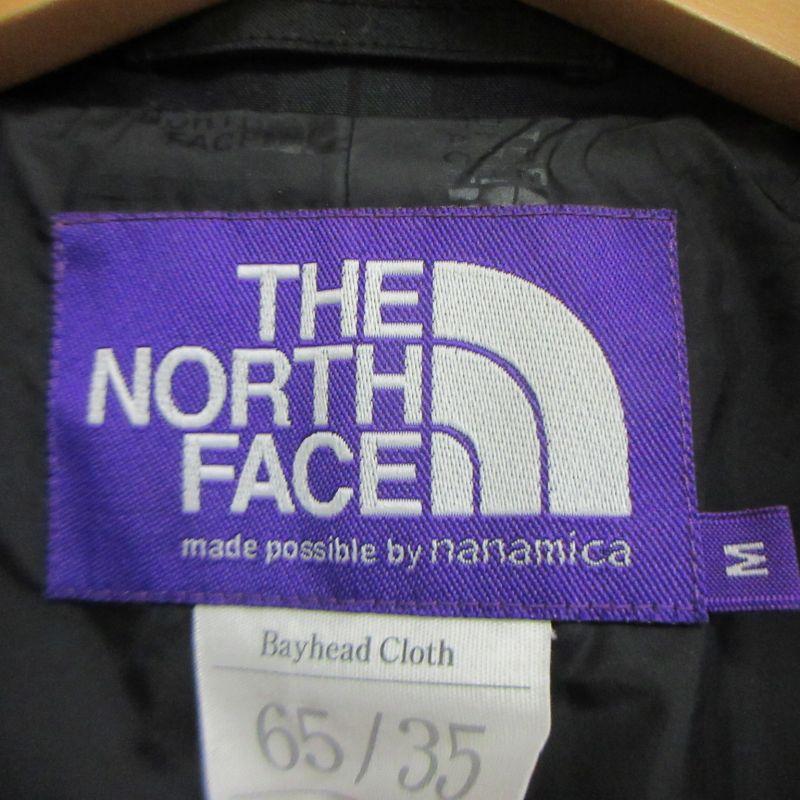 THE
NORTH
FACE
made possible by nanamica
M
Bayhead Cloth
65/35